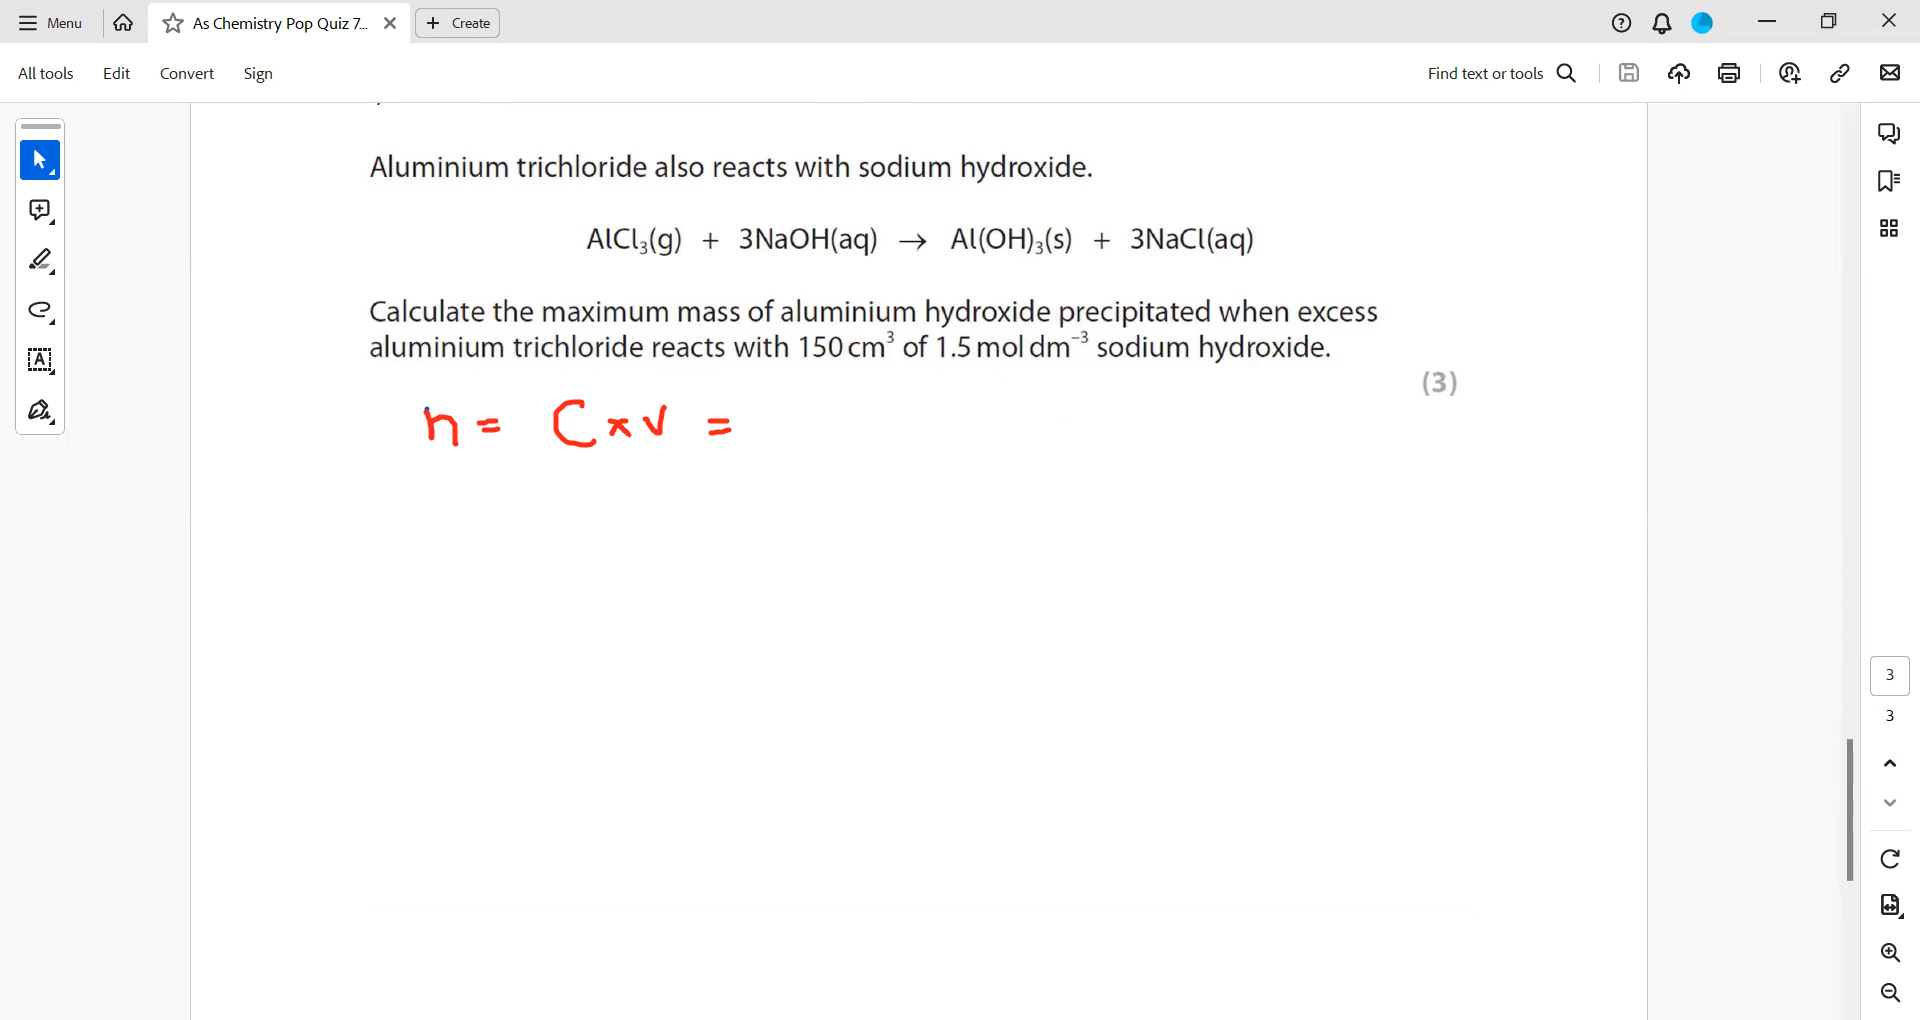 Menu As Chemistry Pop Quiz 7... Create
All tools Edit Convert Sign Find text or tools
Aluminium trichloride also reacts with sodium hydroxide.
AlCl₃(g) + 3NaOH(aq) → Al(OH)₃(s) + 3NaCl(aq)
Calculate the maximum mass of aluminium hydroxide precipitated when excess
aluminium trichloride reacts with 150 cm³ of 1.5 mol dm⁻³ sodium hydroxide.
(3)
n = C x V =
3
3